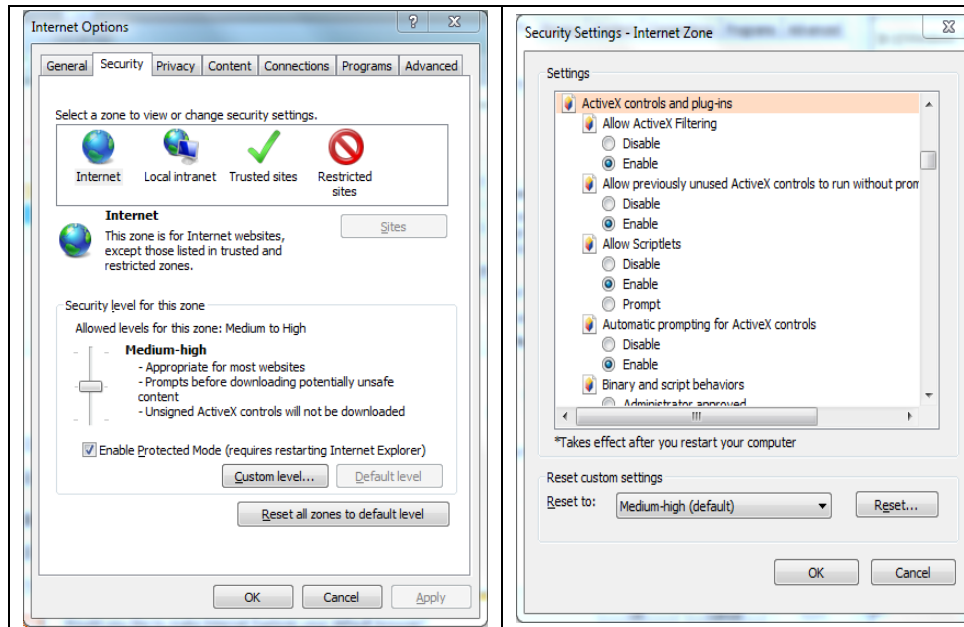 Internet Options
General Security Privacy Content Connections Programs Advanced
Select a zone to view or change security settings.
Internet Local intranet Trusted sites Restricted
sites
Internet
This zone is for Internet websites,
except those listed in trusted and
restricted zones.
Sites
Security level for this zone
Allowed levels for this zone: Medium to High
Medium-high
- Appropriate for most websites
- Prompts before downloading potentially unsafe
content
- Unsigned ActiveX controls will not be downloaded
Enable Protected Mode (requires restarting Internet Explorer)
Custom level... Default level
Reset all zones to default level
OK Cancel Apply
Security Settings - Internet Zone
Settings
ActiveX controls and plug-ins
Allow ActiveX Filtering
Disable
Enable
Allow previously unused ActiveX controls to run without prom
Disable
Enable
Allow Scriptlets
Disable
Enable
Prompt
Automatic prompting for ActiveX controls
Disable
Enable
Binary and script behaviors
Administrator approved
*Takes effect after you restart your computer
Reset custom settings
Reset to: Medium-high (default) Reset...
OK Cancel